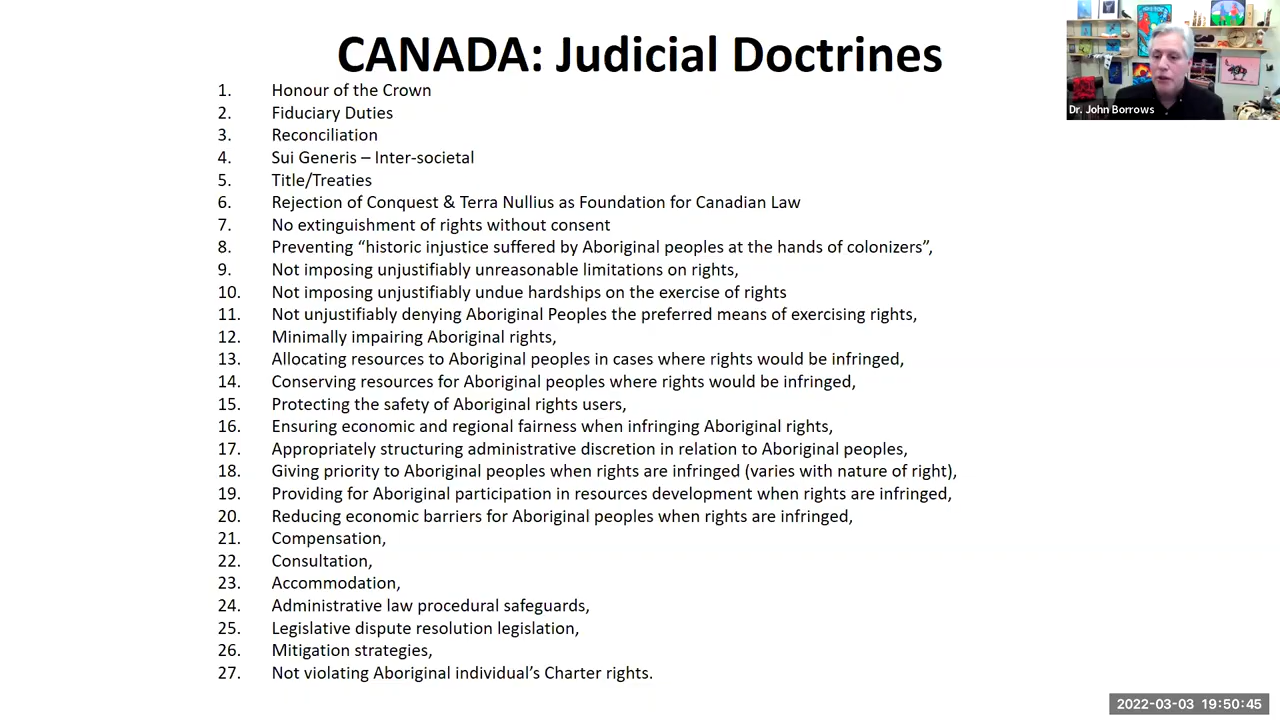 CANADA: Judicial Doctrines
1. Honour of the Crown
2. Fiduciary Duties
3. Reconciliation
4. Sui Generis – Inter-societal
5. Title/Treaties
6. Rejection of Conquest & Terra Nullius as Foundation for Canadian Law
7. No extinguishment of rights without consent
8. Preventing “historic injustice suffered by Aboriginal peoples at the hands of colonizers”,
9. Not imposing unjustifiably unreasonable limitations on rights,
10. Not imposing unjustifiably undue hardships on the exercise of rights
11. Not unjustifiably denying Aboriginal Peoples the preferred means of exercising rights,
12. Minimally impairing Aboriginal rights,
13. Allocating resources to Aboriginal peoples in cases where rights would be infringed,
14. Conserving resources for Aboriginal peoples where rights would be infringed,
15. Protecting the safety of Aboriginal rights users,
16. Ensuring economic and regional fairness when infringing Aboriginal rights,
17. Appropriately structuring administrative discretion in relation to Aboriginal peoples,
18. Giving priority to Aboriginal peoples when rights are infringed (varies with nature of right),
19. Providing for Aboriginal participation in resources development when rights are infringed,
20. Reducing economic barriers for Aboriginal peoples when rights are infringed,
21. Compensation,
22. Consultation,
23. Accommodation,
24. Administrative law procedural safeguards,
25. Legislative dispute resolution legislation,
26. Mitigation strategies,
27. Not violating Aboriginal individual’s Charter rights.
Dr. John Borrows
2022-03-03 19:50:45